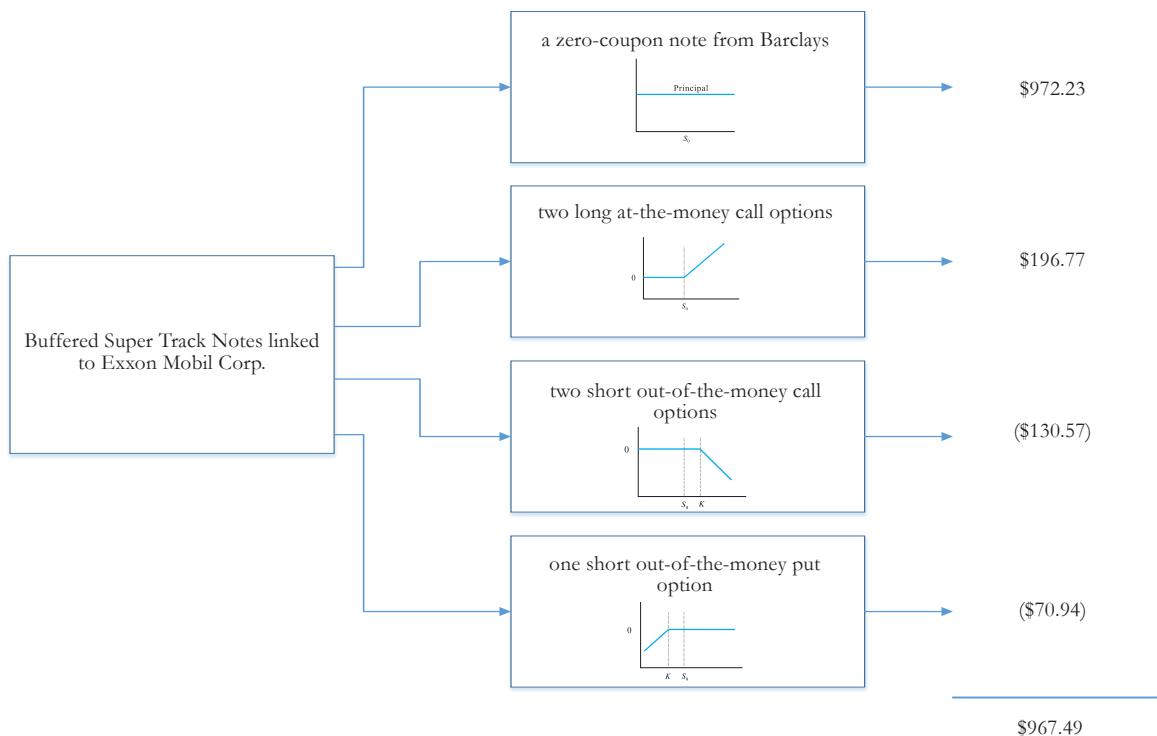 a zero-coupon note from Barclays
Principal
S₀
$972.23
two long at-the-money call options
0
S₀
$196.77
Buffered Super Track Notes linked
to Exxon Mobil Corp.
two short out-of-the-money call
options
0
S₀ K
($130.57)
one short out-of-the-money put
option
0
K S₀
($70.94)
$967.49